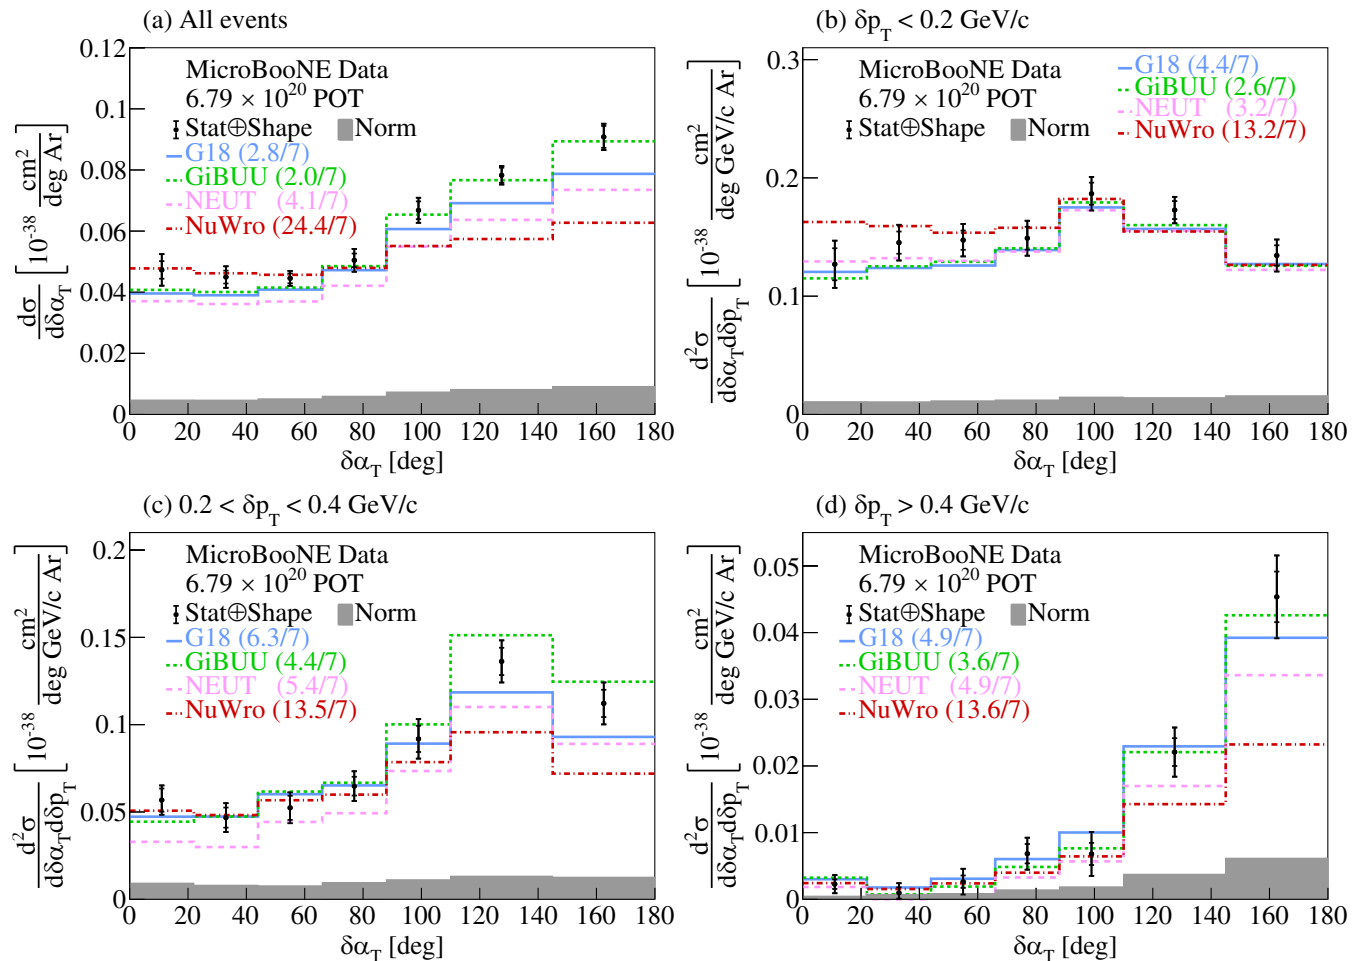 (a) All events
0.12
0.1
0.08
0.06
0.04
0.02
0
dσ/dδα_T [10^-38 cm^2/deg Ar]
MicroBooNE Data
6.79 × 10^20 POT
Stat⊕Shape Norm
G18 (2.8/7)
GiBUU (2.0/7)
NEUT (4.1/7)
NuWro (24.4/7)
0 20 40 60 80 100 120 140 160 180
δα_T [deg]
(b) δp_T < 0.2 GeV/c
0.3
0.2
0.1
0
d^2σ/dδα_T dδp_T [10^-38 cm^2/deg GeV/c Ar]
MicroBooNE Data
6.79 × 10^20 POT
Stat⊕Shape Norm
G18 (4.4/7)
GiBUU (2.6/7)
NEUT (3.2/7)
NuWro (13.2/7)
0 20 40 60 80 100 120 140 160 180
δα_T [deg]
(c) 0.2 < δp_T < 0.4 GeV/c
0.2
0.15
0.1
0.05
0
d^2σ/dδα_T dδp_T [10^-38 cm^2/deg GeV/c Ar]
MicroBooNE Data
6.79 × 10^20 POT
Stat⊕Shape Norm
G18 (6.3/7)
GiBUU (4.4/7)
NEUT (5.4/7)
NuWro (13.5/7)
0 20 40 60 80 100 120 140 160 180
δα_T [deg]
(d) δp_T > 0.4 GeV/c
0.05
0.04
0.03
0.02
0.01
0
d^2σ/dδα_T dδp_T [10^-38 cm^2/deg GeV/c Ar]
MicroBooNE Data
6.79 × 10^20 POT
Stat⊕Shape Norm
G18 (4.9/7)
GiBUU (3.6/7)
NEUT (4.9/7)
NuWro (13.6/7)
0 20 40 60 80 100 120 140 160 180
δα_T [deg]